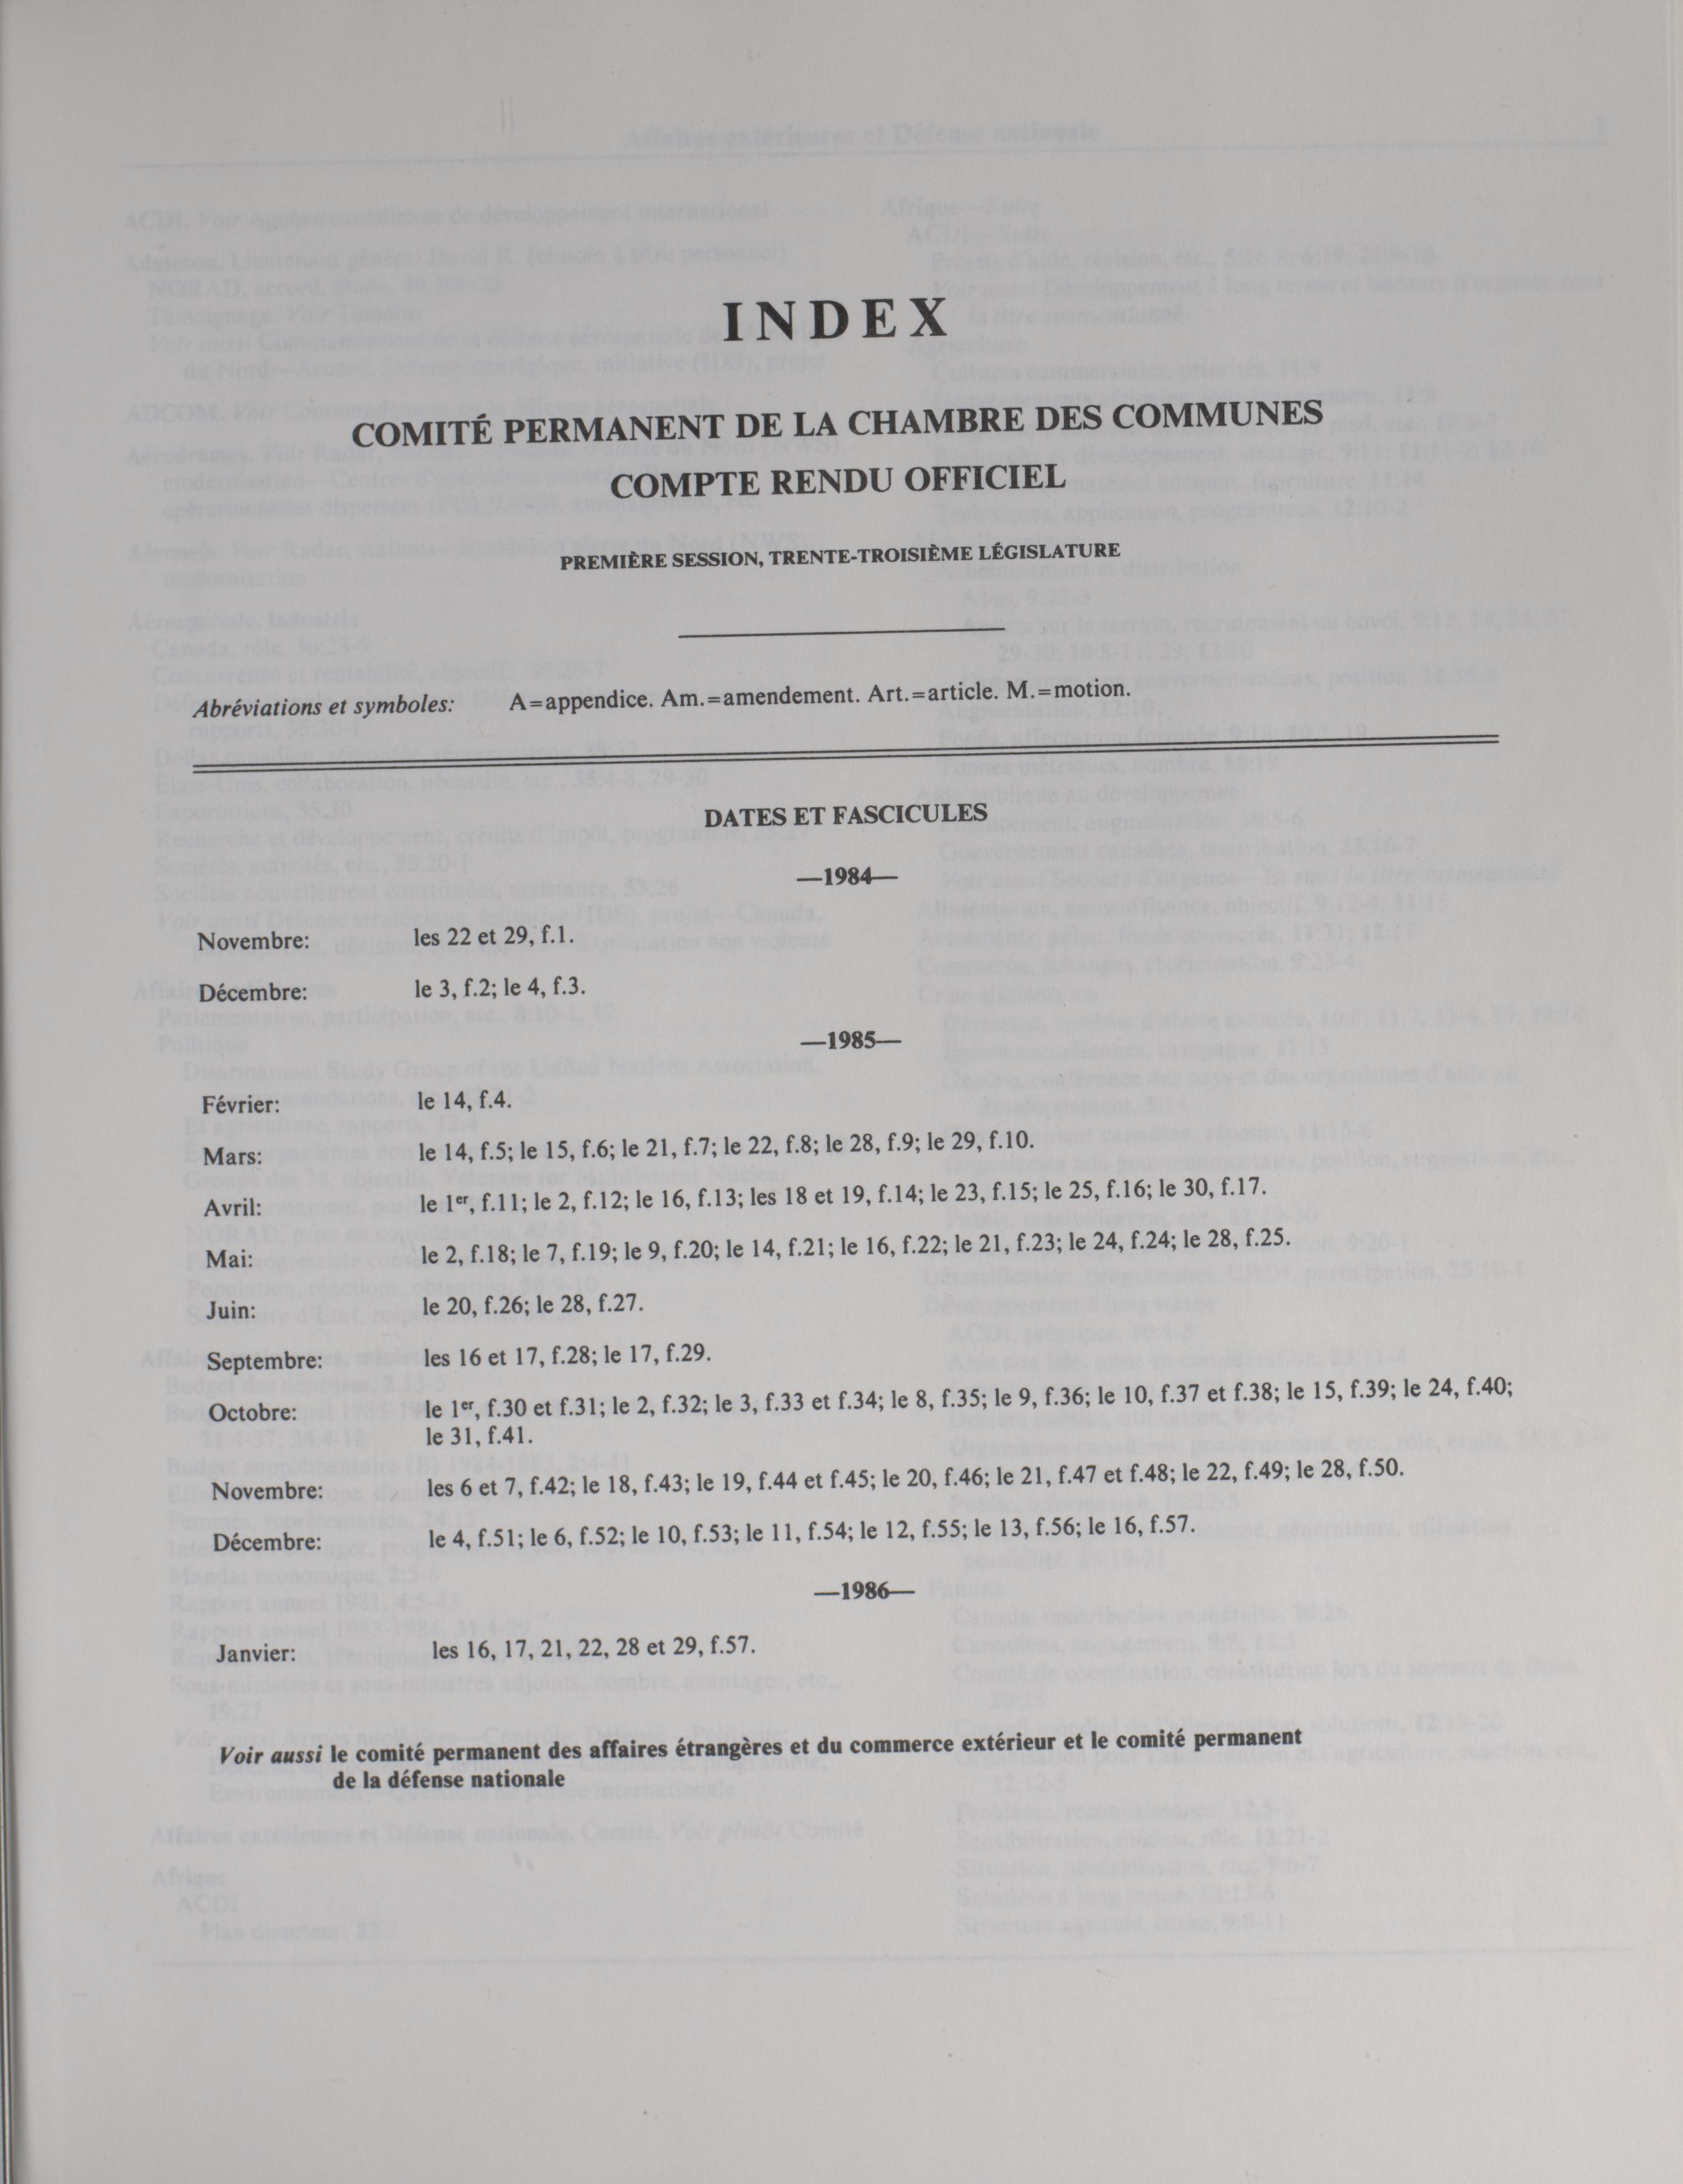 INDEX
COMITÉ PERMANENT DE LA CHAMBRE DES COMMUNES
COMPTE RENDU OFFICIEL
PREMIÈRE SESSION, TRENTE-TROISIÈME LÉGISLATURE
Abréviations et symboles: A=appendice. Am.=amendement. Art.=article. M.=motion.
DATES ET FASCICULES
—1984—
Novembre: les 22 et 29, f.1.
Décembre: le 3, f.2; le 4, f.3.
—1985—
Février: le 14, f.4.
Mars: le 14, f.5; le 15, f.6; le 21, f.7; le 22, f.8; le 28, f.9; le 29, f.10.
Avril: le 1er, f.11; le 2, f.12; le 16, f.13; les 18 et 19, f.14; le 23, f.15; le 25, f.16; le 30, f.17.
Mai: le 2, f.18; le 7, f.19; le 9, f.20; le 14, f.21; le 16, f.22; le 21, f.23; le 24, f.24; le 28, f.25.
Juin: le 20, f.26; le 28, f.27.
Septembre: les 16 et 17, f.28; le 17, f.29.
Octobre: le 1er, f.30 et f.31; le 2, f.32; le 3, f.33 et f.34; le 8, f.35; le 9, f.36; le 10, f.37 et f.38; le 15, f.39; le 24, f.40;
le 31, f.41.
Novembre: les 6 et 7, f.42; le 18, f.43; le 19, f.44 et f.45; le 20, f.46; le 21, f.47 et f.48; le 22, f.49; le 28, f.50.
Décembre: le 4, f.51; le 6, f.52; le 10, f.53; le 11, f.54; le 12, f.55; le 13, f.56; le 16, f.57.
—1986—
Janvier: les 16, 17, 21, 22, 28 et 29, f.57.
Voir aussi le comité permanent des affaires étrangères et du commerce extérieur et le comité permanent
de la défense nationale